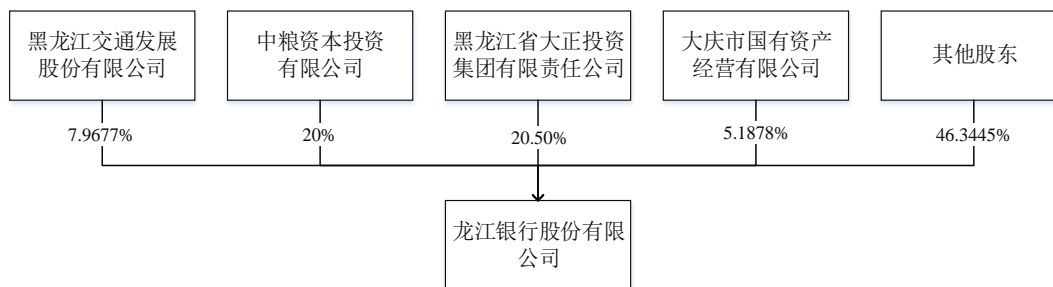 黑龙江交通发展
股份有限公司
中粮资本投资
有限公司
黑龙江省大正投资
集团有限责任公司
大庆市国有资产
经营有限公司
其他股东
7.9677%
20%
20.50%
5.1878%
46.3445%
龙江银行股份有限
公司